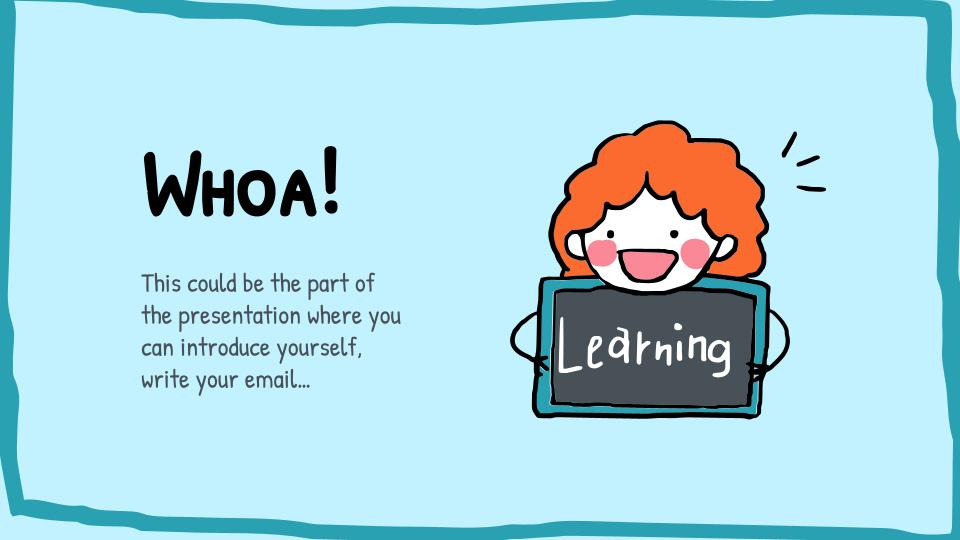 WHOA!
This could be the part of
the presentation where you
can introduce yourself,
write your email...
Learning